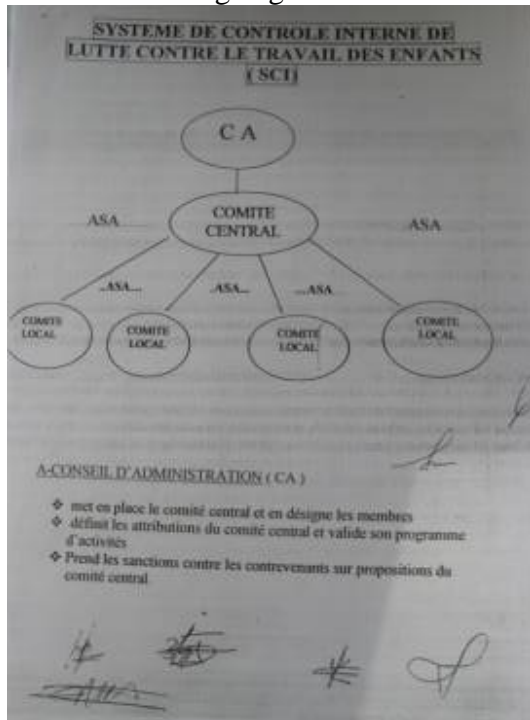 SYSTEME DE CONTROLE INTERNE DE
LUTTE CONTRE LE TRAVAIL DES ENFANTS
( SCI)
C A
COMITE
CENTRAL
ASA
ASA
..ASA...
.ASA...
....ASA...
COMITE
LOCAL
COMITE
LOCAL
COMITE
LOCAL
COMITE
LOCAL
A-CONSEIL D'ADMINISTRATION ( CA )
❖ met en place le comité central et en désigne les membres
❖ définit les attributions du comité central et valide son programme
d'activités
❖ Prend les sanctions contre les contrevenants sur propositions du
comité central